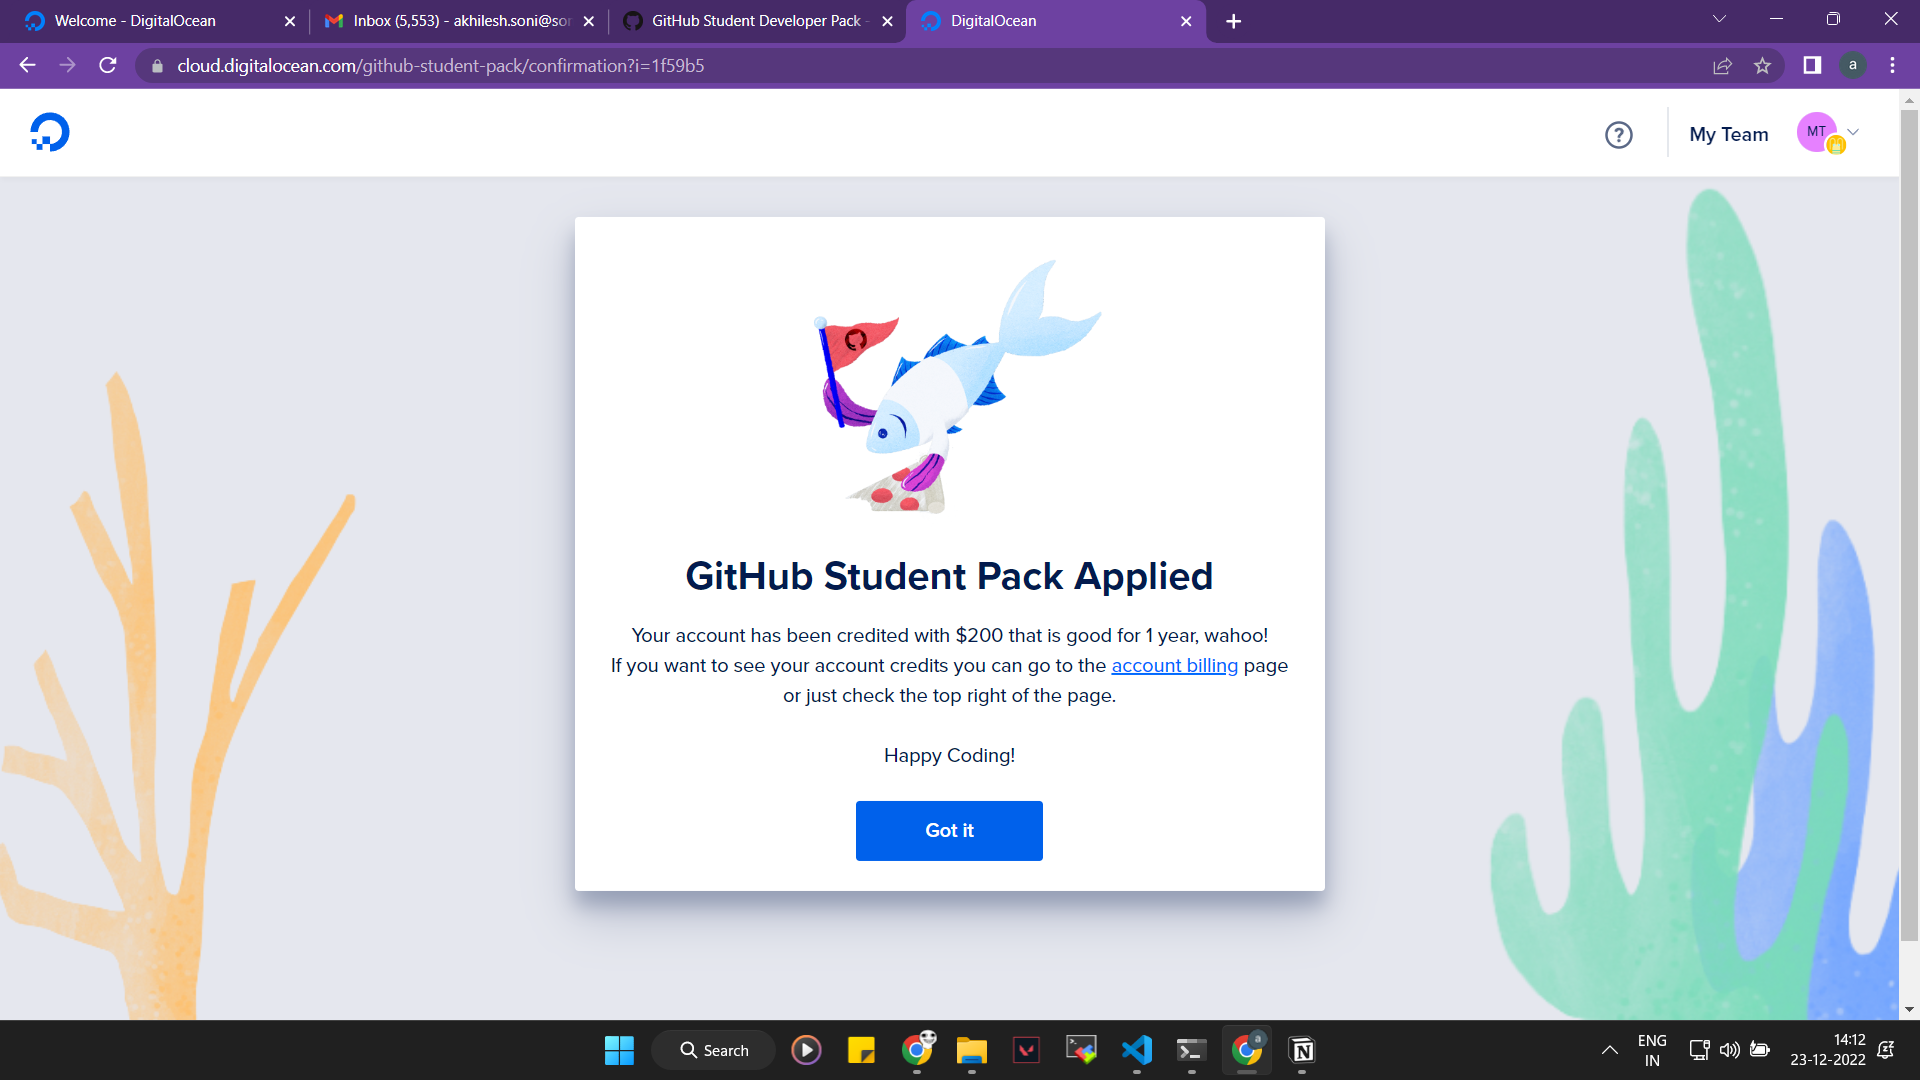 Welcome - DigitalOcean
Inbox (5,553) - akhilesh.soni@sor
GitHub Student Developer Pack -
DigitalOcean
cloud.digitalocean.com/github-student-pack/confirmation?i=1f59b5
a
My Team
MT
GitHub Student Pack Applied
Your account has been credited with $200 that is good for 1 year, wahoo!
If you want to see your account credits you can go to the account billing page
or just check the top right of the page.
Happy Coding!
Got it
Search
a
ENG
IN
14:12
23-12-2022